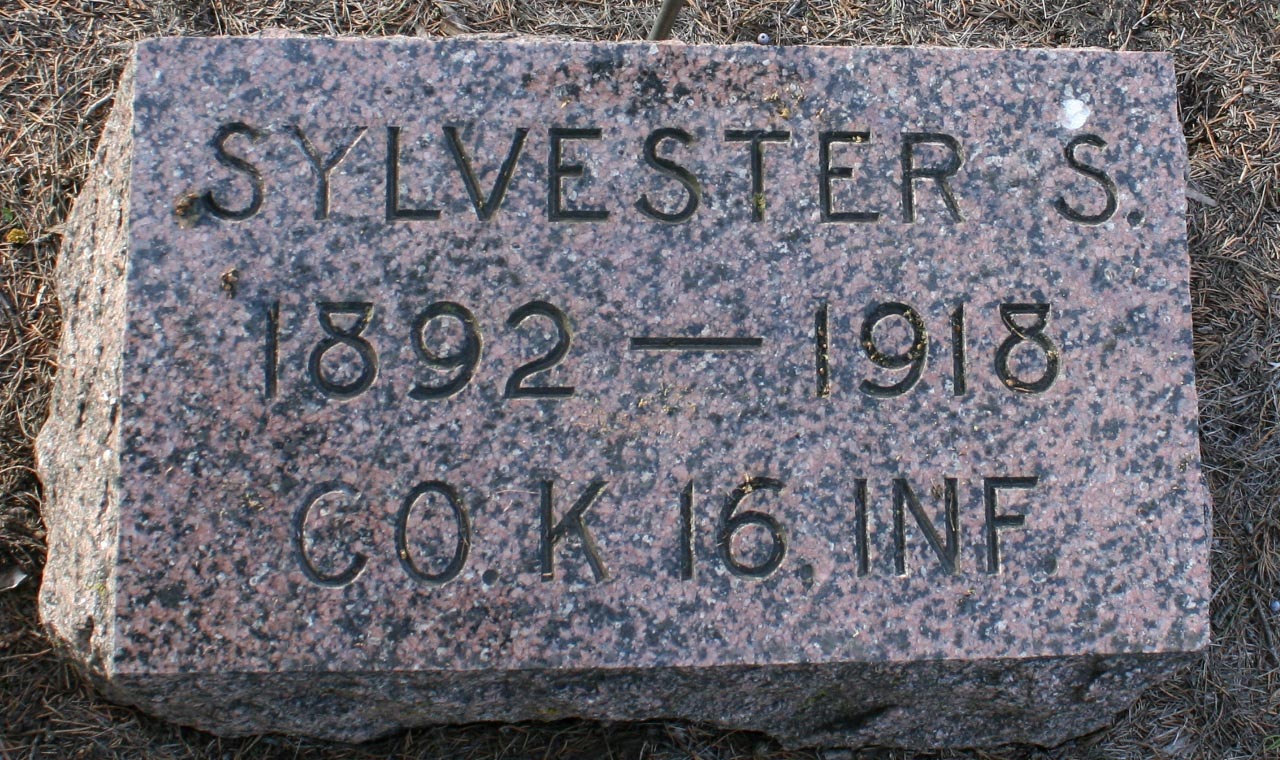 SYLVESTER S.
1892 — 1918
CO. K 16, INF.